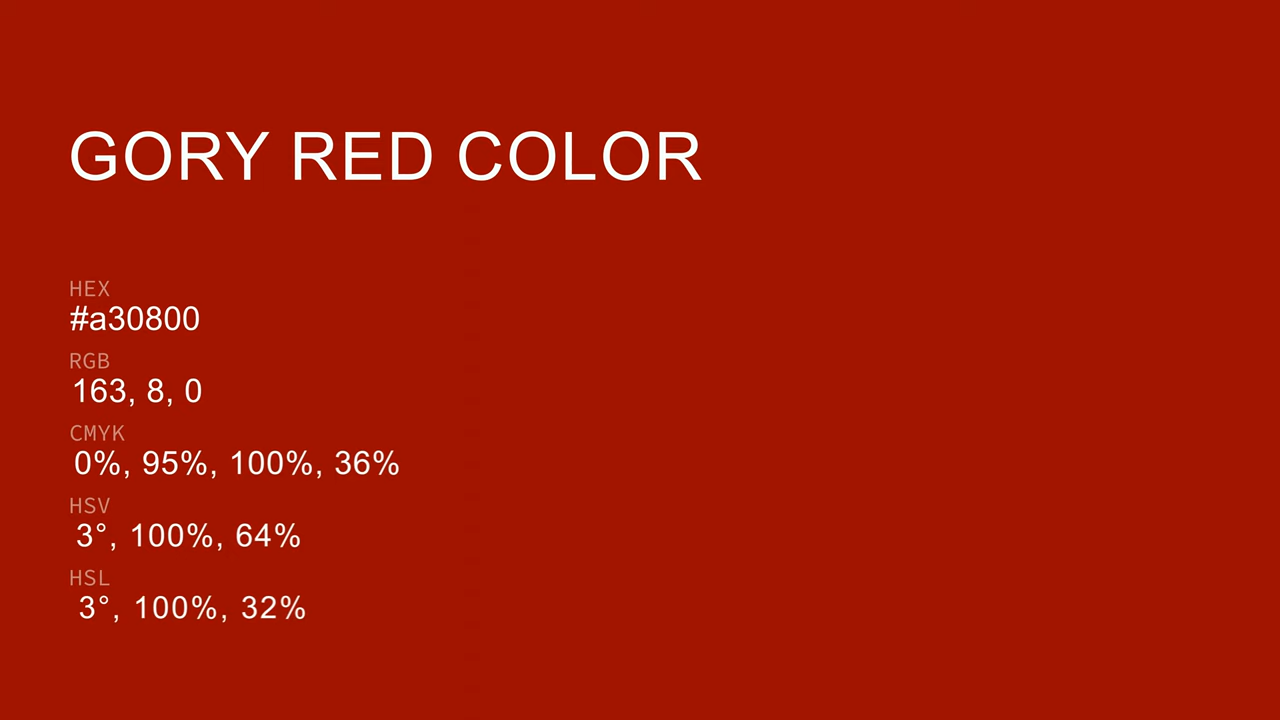 GORY RED COLOR
HEX
#a30800
RGB
163, 8, 0
CMYK
0%, 95%, 100%, 36%
HSV
3°, 100%, 64%
HSL
3°, 100%, 32%